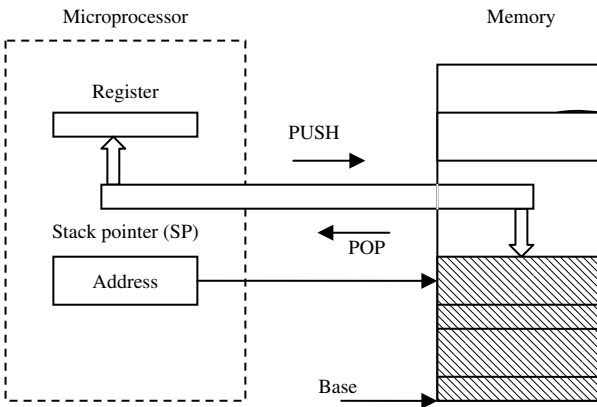 Microprocessor
Memory
Register
PUSH
Stack pointer (SP)
POP
Address
Base